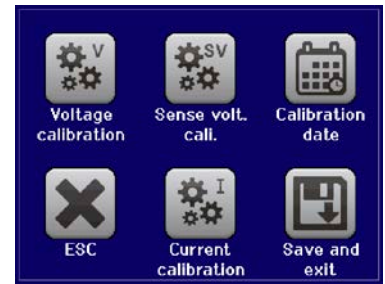 V
SV
Voltage
calibration
Sense volt.
cali.
Calibration
date
I
ESC
Current
calibration
Save and
exit